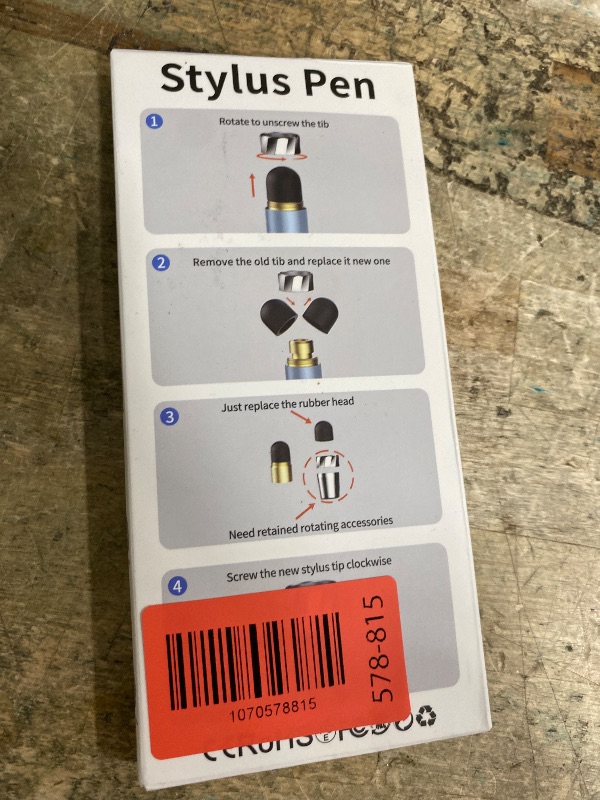 Stylus Pen
1
Rotate to unscrew the tib
2
Remove the old tib and replace it new one
3
Just replace the rubber head
Need retained rotating accessories
4
Screw the new stylus tip clockwise
1070578815
578-815